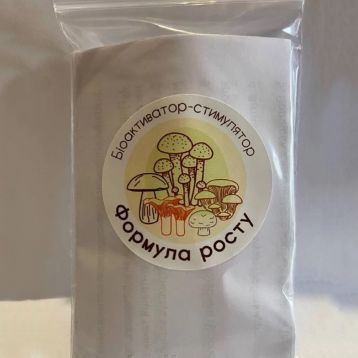 Біоактиватор-стимулятор
Формула росту